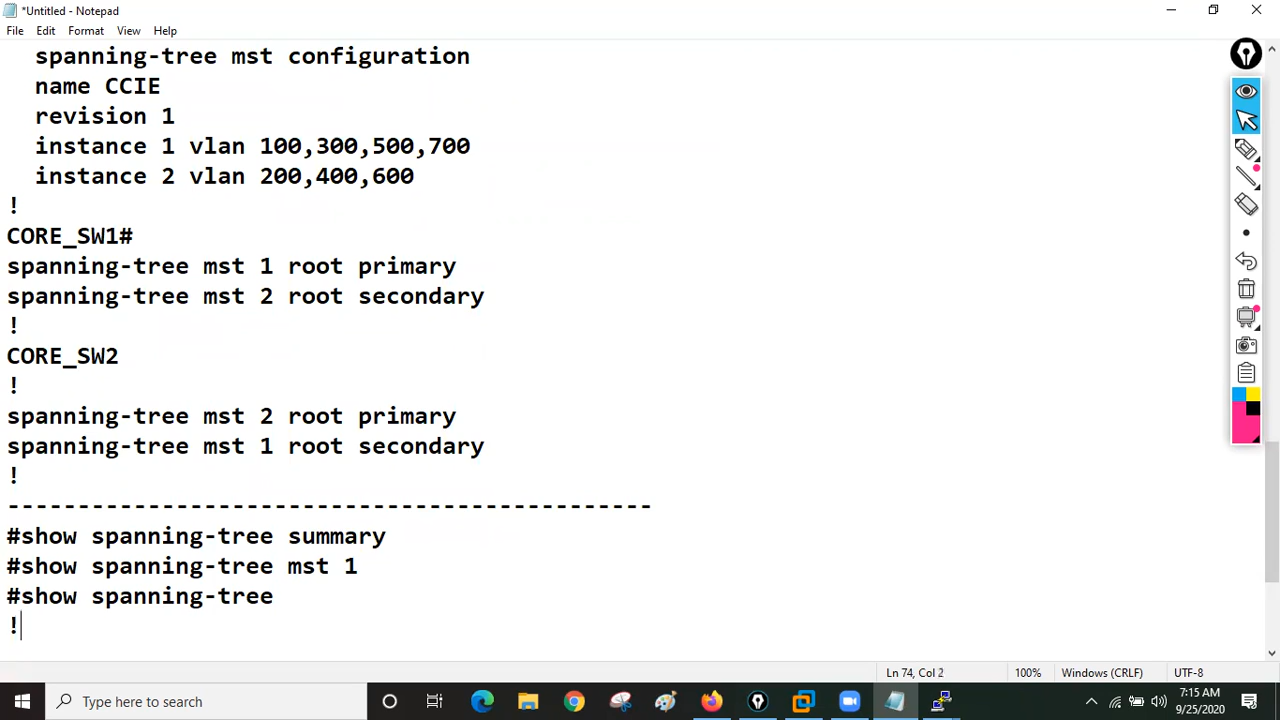 *Untitled - Notepad
File Edit Format View Help
spanning-tree mst configuration
name CCIE
revision 1
instance 1 vlan 100,300,500,700
instance 2 vlan 200,400,600
!
CORE_SW1#
spanning-tree mst 1 root primary
spanning-tree mst 2 root secondary
!
CORE_SW2
!
spanning-tree mst 2 root primary
spanning-tree mst 1 root secondary
!
----------------------------------------------
#show spanning-tree summary
#show spanning-tree mst 1
#show spanning-tree
!
Ln 74, Col 2 100% Windows (CRLF) UTF-8
Type here to search
7:15 AM
9/25/2020